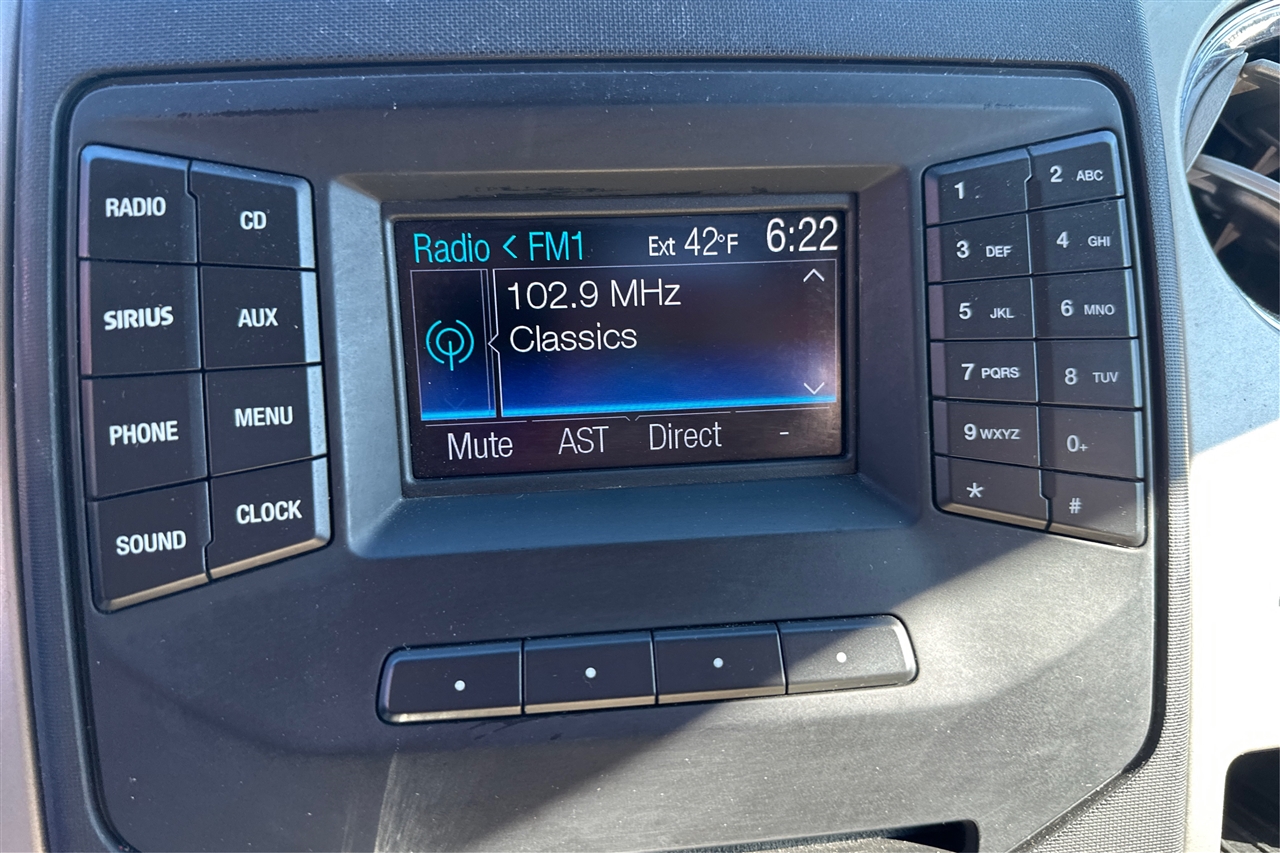 RADIO
CD
SIRIUS
AUX
PHONE
MENU
SOUND
CLOCK
Radio < FM1 Ext 42°F 6:22
102.9 MHz
Classics
Mute AST Direct -
1
2 ABC
3 DEF
4 GHI
5 JKL
6 MNO
7 PQRS
8 TUV
9 WXYZ
0+
*
#